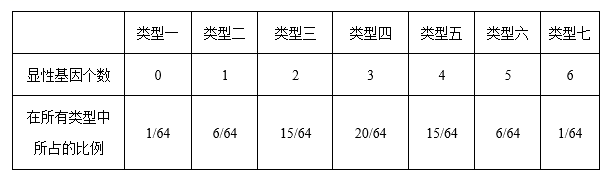 类型一 类型二 类型三 类型四 类型五 类型六 类型七
显性基因个数 0 1 2 3 4 5 6
在所有类型中
所占的比例 1/64 6/64 15/64 20/64 15/64 6/64 1/64